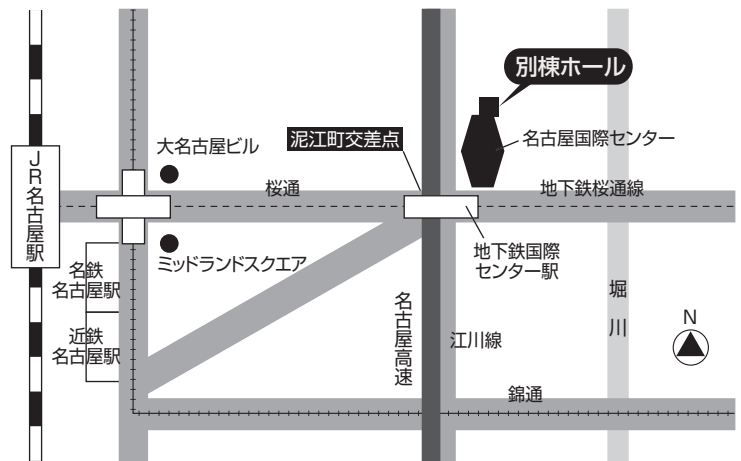 別棟ホール
大名古屋ビル
泥江町交差点
名古屋国際センター
JR名古屋駅
桜通
地下鉄桜通線
ミッドランドスクエア
地下鉄国際
センター駅
名鉄
名古屋駅
近鉄
名古屋駅
名古屋高速
江川線
堀川
N
錦通